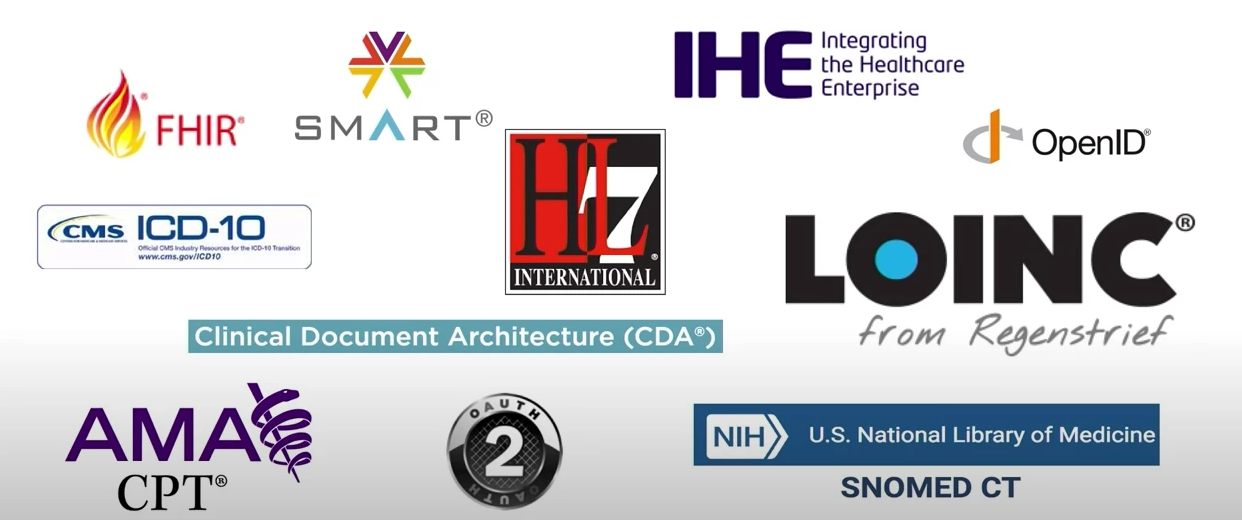 IHE
Integrating
the Healthcare
Enterprise
FHIR®
SMART®
OpenID®
HL7®
INTERNATIONAL
CMS
ICD-10
Official CMS Industry Resources for the ICD-10 Transition
www.cms.gov/ICD10
LOINC®
from Regenstrief
Clinical Document Architecture (CDA®)
AMA
CPT®
OAUTH
2
OAUTH
NIH
U.S. National Library of Medicine
SNOMED CT